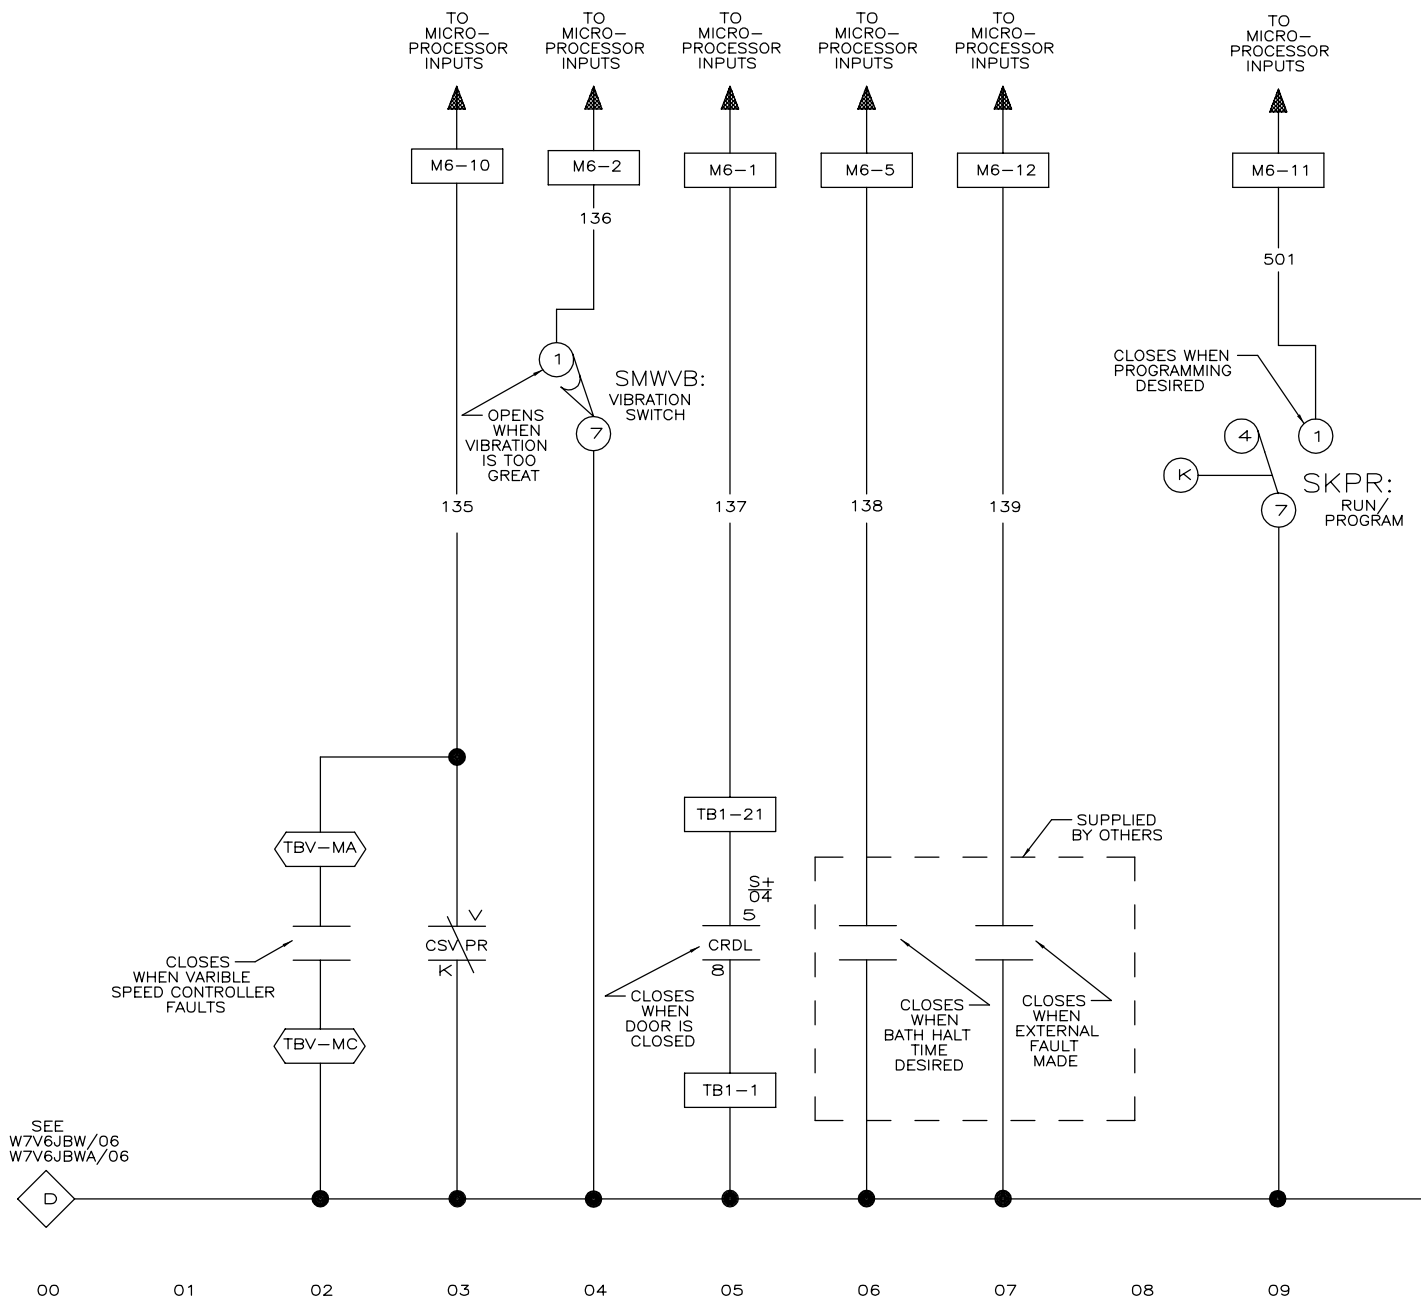 TO
MICRO-
PROCESSOR
INPUTS
TO
MICRO-
PROCESSOR
INPUTS
TO
MICRO-
PROCESSOR
INPUTS
TO
MICRO-
PROCESSOR
INPUTS
TO
MICRO-
PROCESSOR
INPUTS
TO
MICRO-
PROCESSOR
INPUTS
M6-10
M6-2
M6-1
M6-5
M6-12
M6-11
136
501
1
SMWVB:
VIBRATION
SWITCH
7
OPENS
WHEN
VIBRATION
IS TOO
GREAT
CLOSES WHEN
PROGRAMMING
DESIRED
4
1
K
7
SKPR:
RUN/
PROGRAM
135
137
138
139
TBV-MA
TB1-21
SUPPLIED
BY OTHERS
S+
04
5
V
CSVPR
K
CRDL
8
CLOSES
WHEN VARIBLE
SPEED CONTROLLER
FAULTS
CLOSES
WHEN
DOOR IS
CLOSED
CLOSES
WHEN
BATH HALT
TIME
DESIRED
CLOSES
WHEN
EXTERNAL
FAULT
MADE
TBV-MC
TB1-1
SEE
W7V6JBW/06
W7V6JBWA/06
D
00 01 02 03 04 05 06 07 08 09